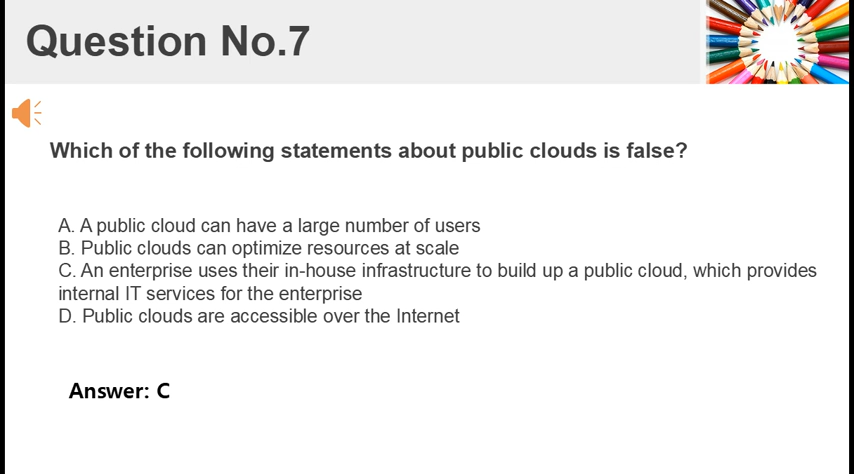 Question No.7
Which of the following statements about public clouds is false?
A. A public cloud can have a large number of users
B. Public clouds can optimize resources at scale
C. An enterprise uses their in-house infrastructure to build up a public cloud, which provides
internal IT services for the enterprise
D. Public clouds are accessible over the Internet
Answer: C